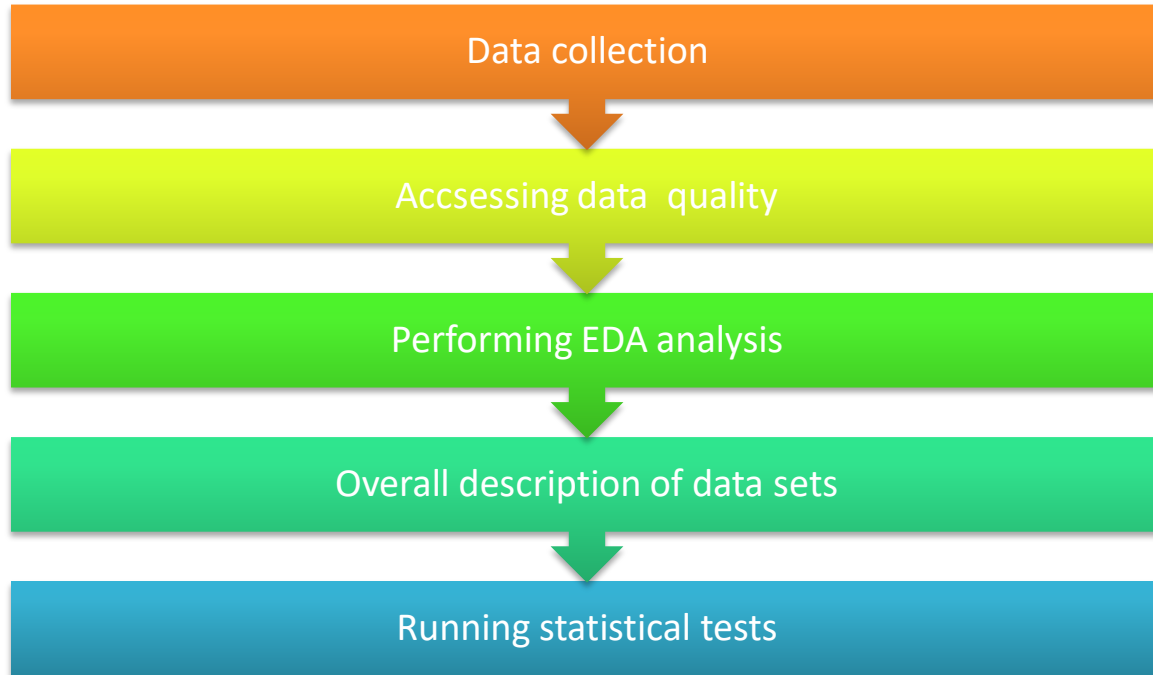 Data collection
Accsessing data  quality
Performing EDA analysis
Overall description of data sets
Running statistical tests